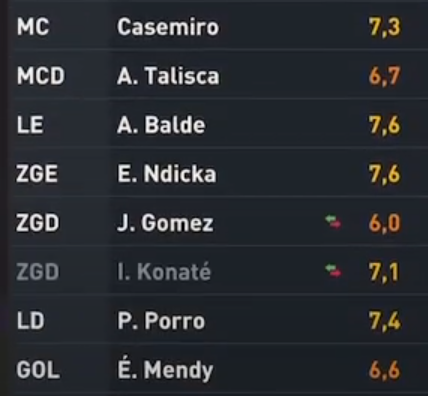 MC Casemiro 7,3
MCD A. Talisca 6,7
LE A. Balde 7,6
ZGE E. Ndicka 7,6
ZGD J. Gomez 6,0
ZGD I. Konaté 7,1
LD P. Porro 7,4
GOL É. Mendy 6,6